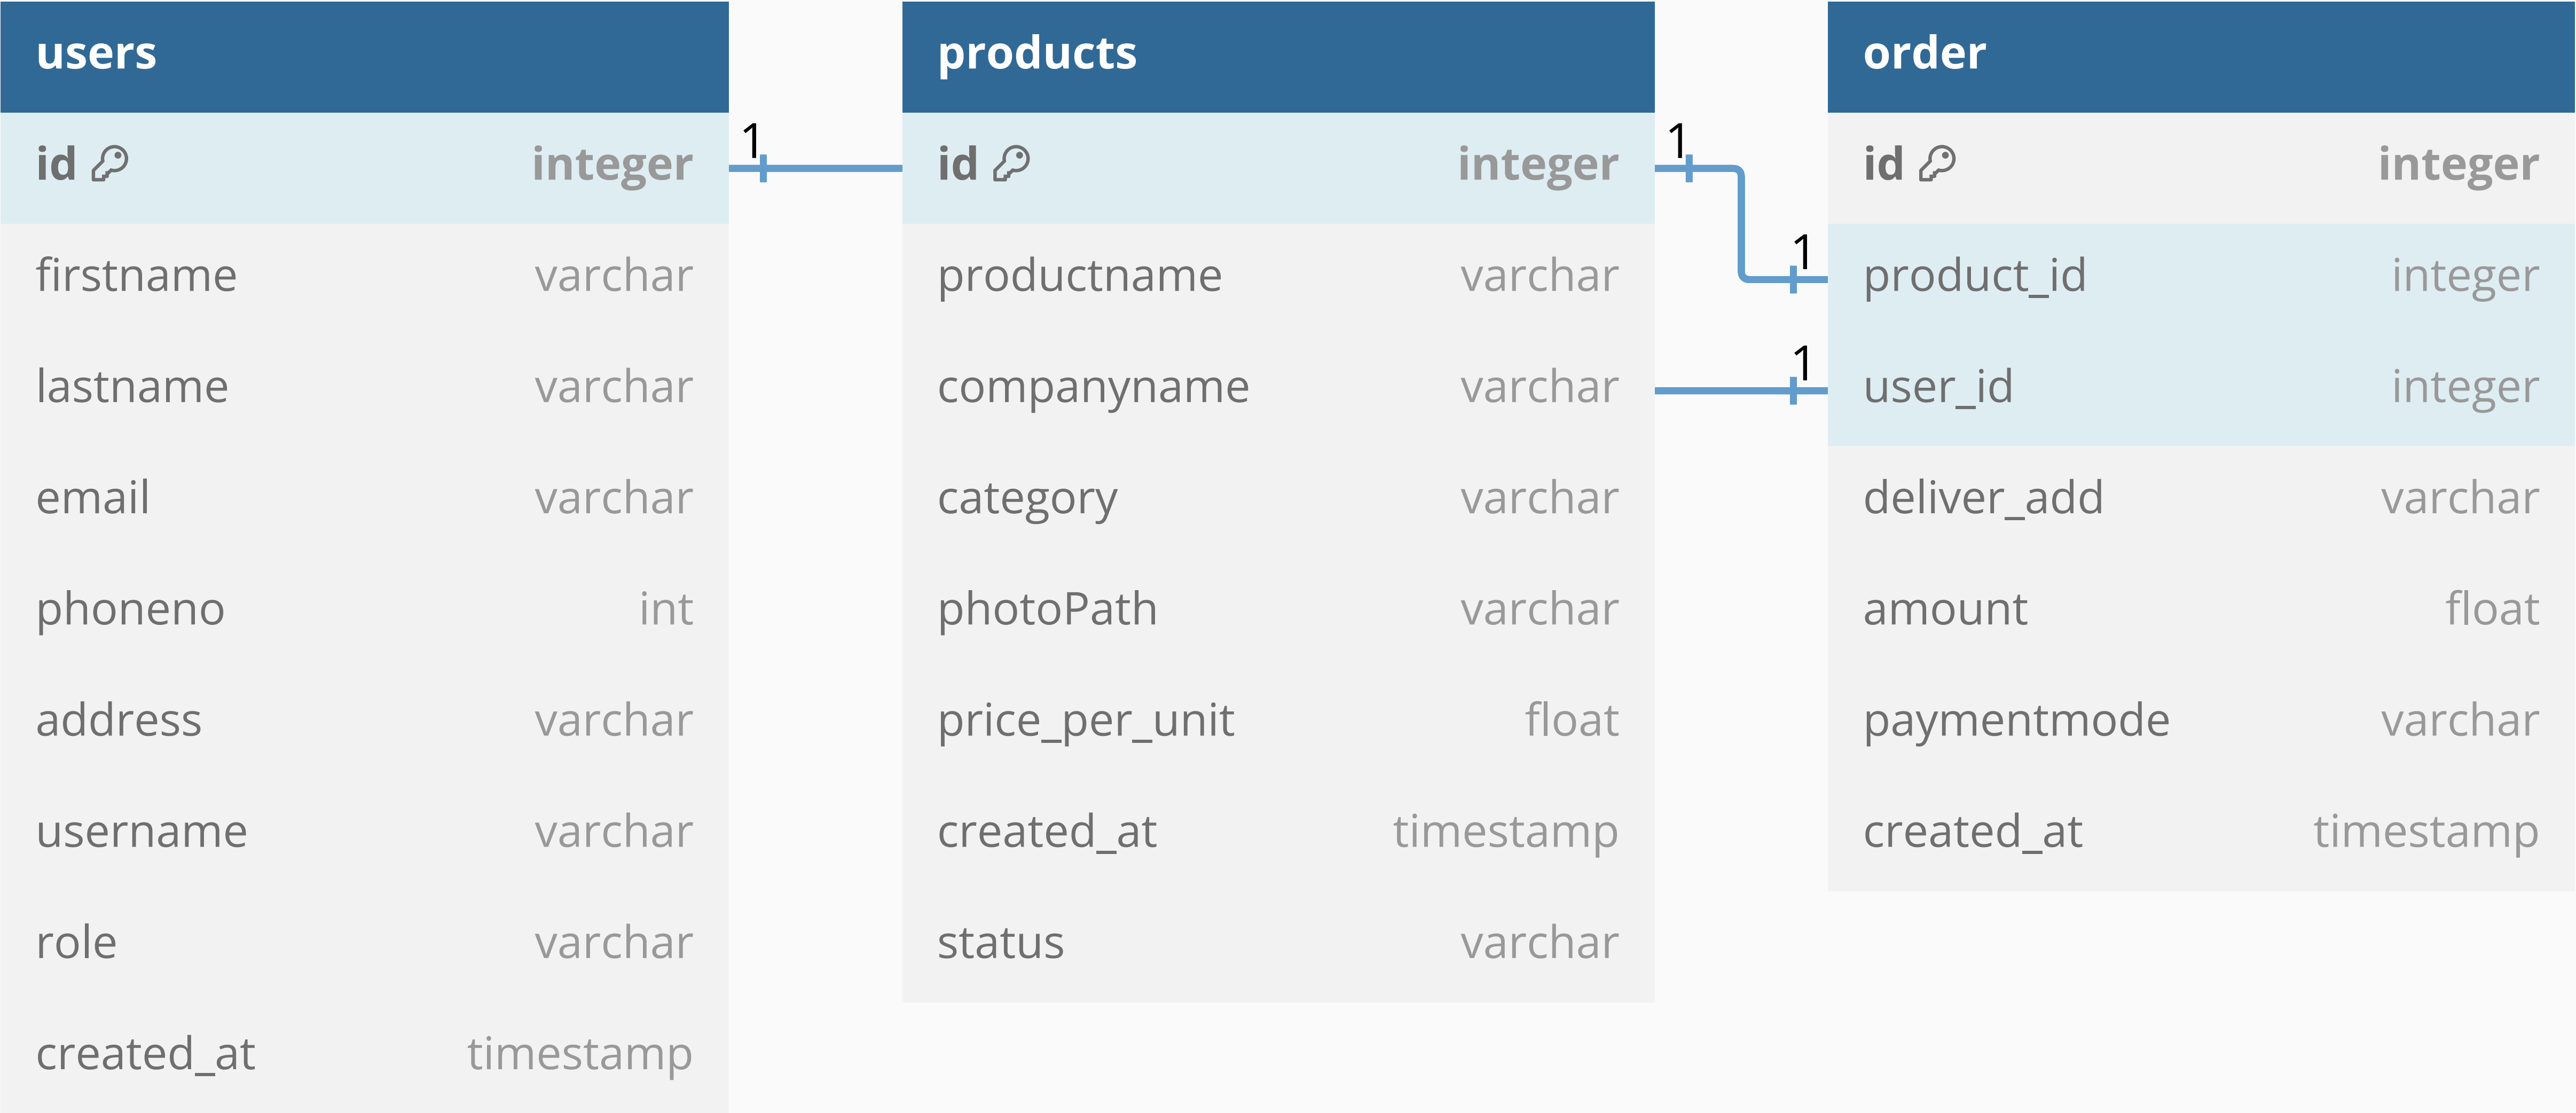 users
id integer
firstname varchar
lastname varchar
email varchar
phoneno int
address varchar
username varchar
role varchar
created_at timestamp
1
products
id integer
productname varchar
companyname varchar
category varchar
photoPath varchar
price_per_unit float
created_at timestamp
status varchar
1
1
1
order
id integer
product_id integer
user_id integer
deliver_add varchar
amount float
paymentmode varchar
created_at timestamp